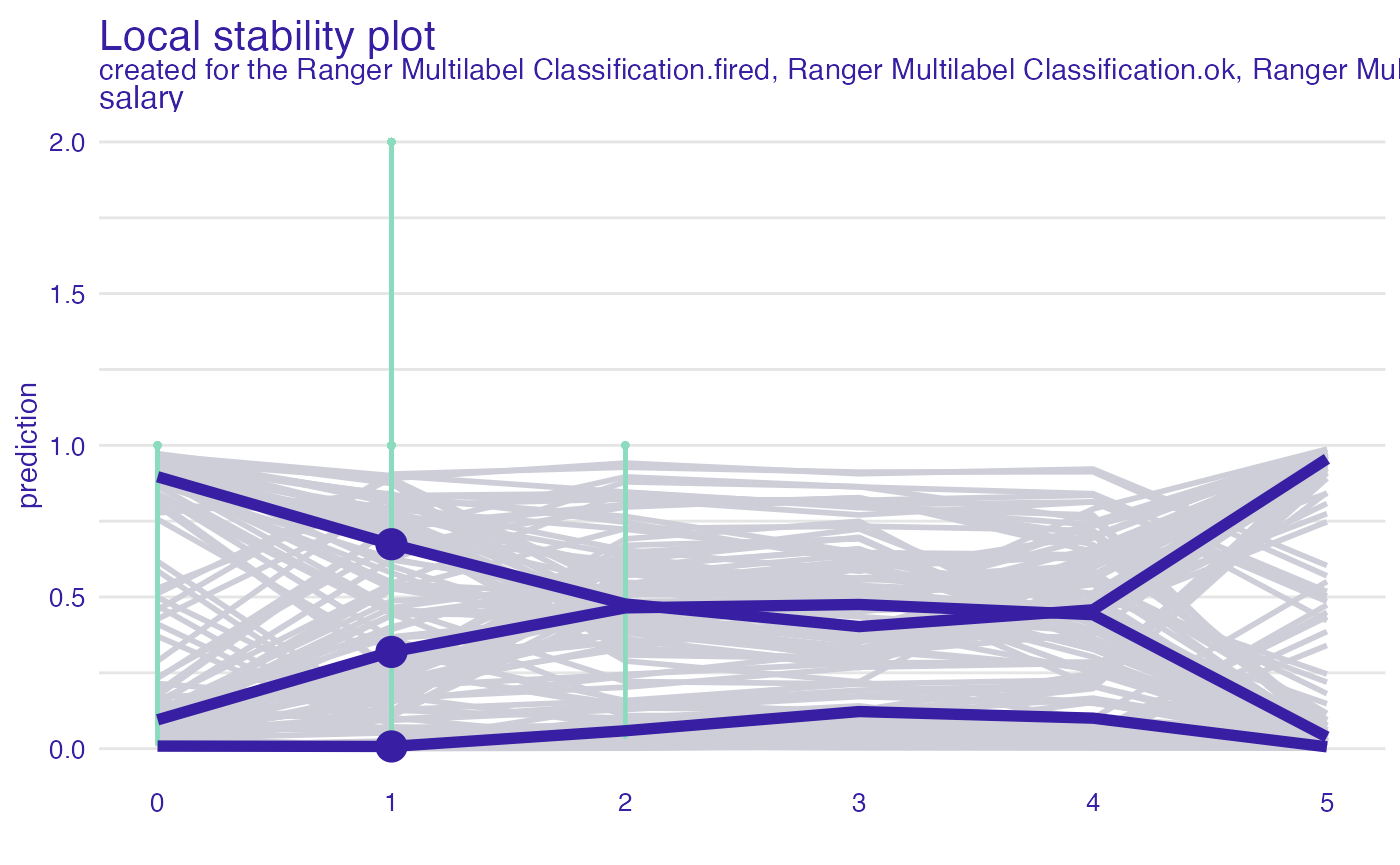 Local stability plot
created for the Ranger Multilabel Classification.fired, Ranger Multilabel Classification.ok, Ranger Mul
salary
2.0
1.5
1.0
0.5
0.0
prediction
0 1 2 3 4 5